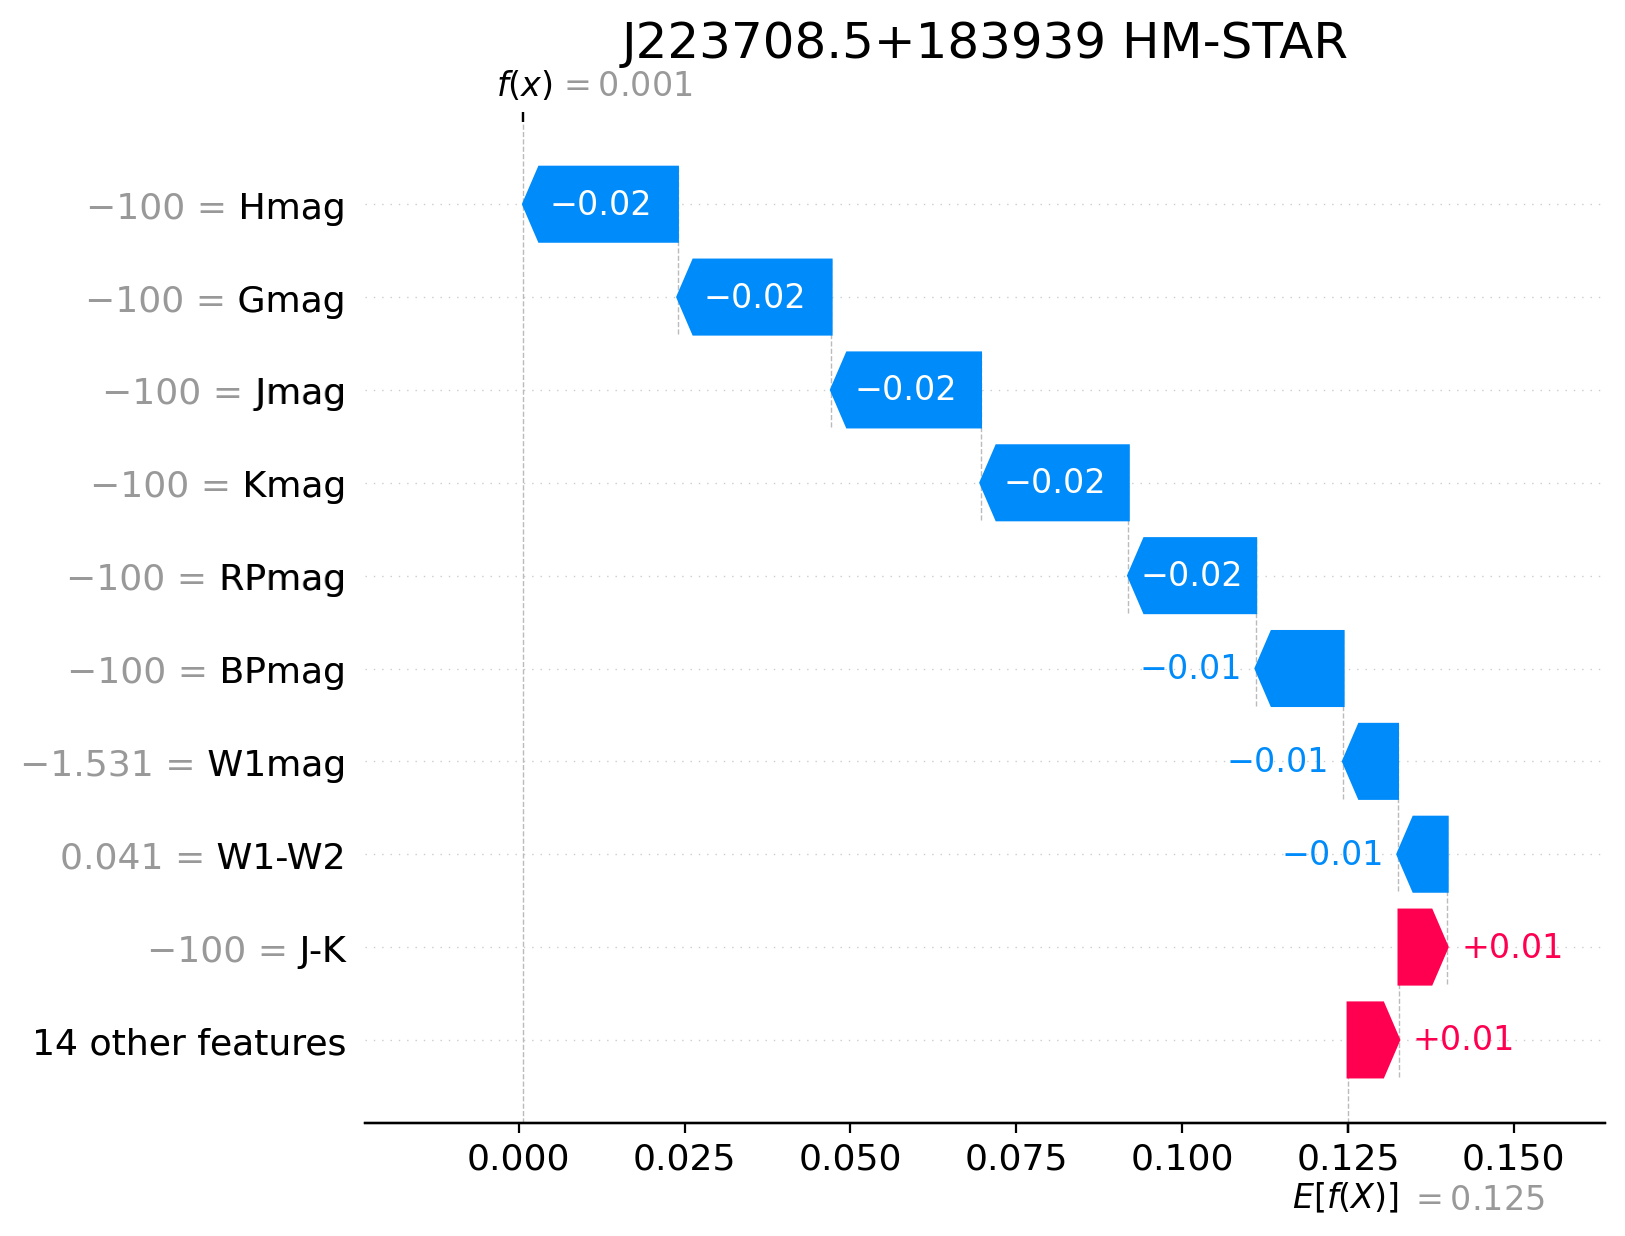 J223708.5+183939 HM-STAR
f(x) = 0.001
−100 = Hmag −0.02
−100 = Gmag −0.02
−100 = Jmag −0.02
−100 = Kmag −0.02
−100 = RPmag −0.02
−100 = BPmag −0.01
−1.531 = W1mag −0.01
0.041 = W1-W2 −0.01
−100 = J-K +0.01
14 other features +0.01
0.000 0.025 0.050 0.075 0.100 0.125 0.150
E[f(X)] = 0.125